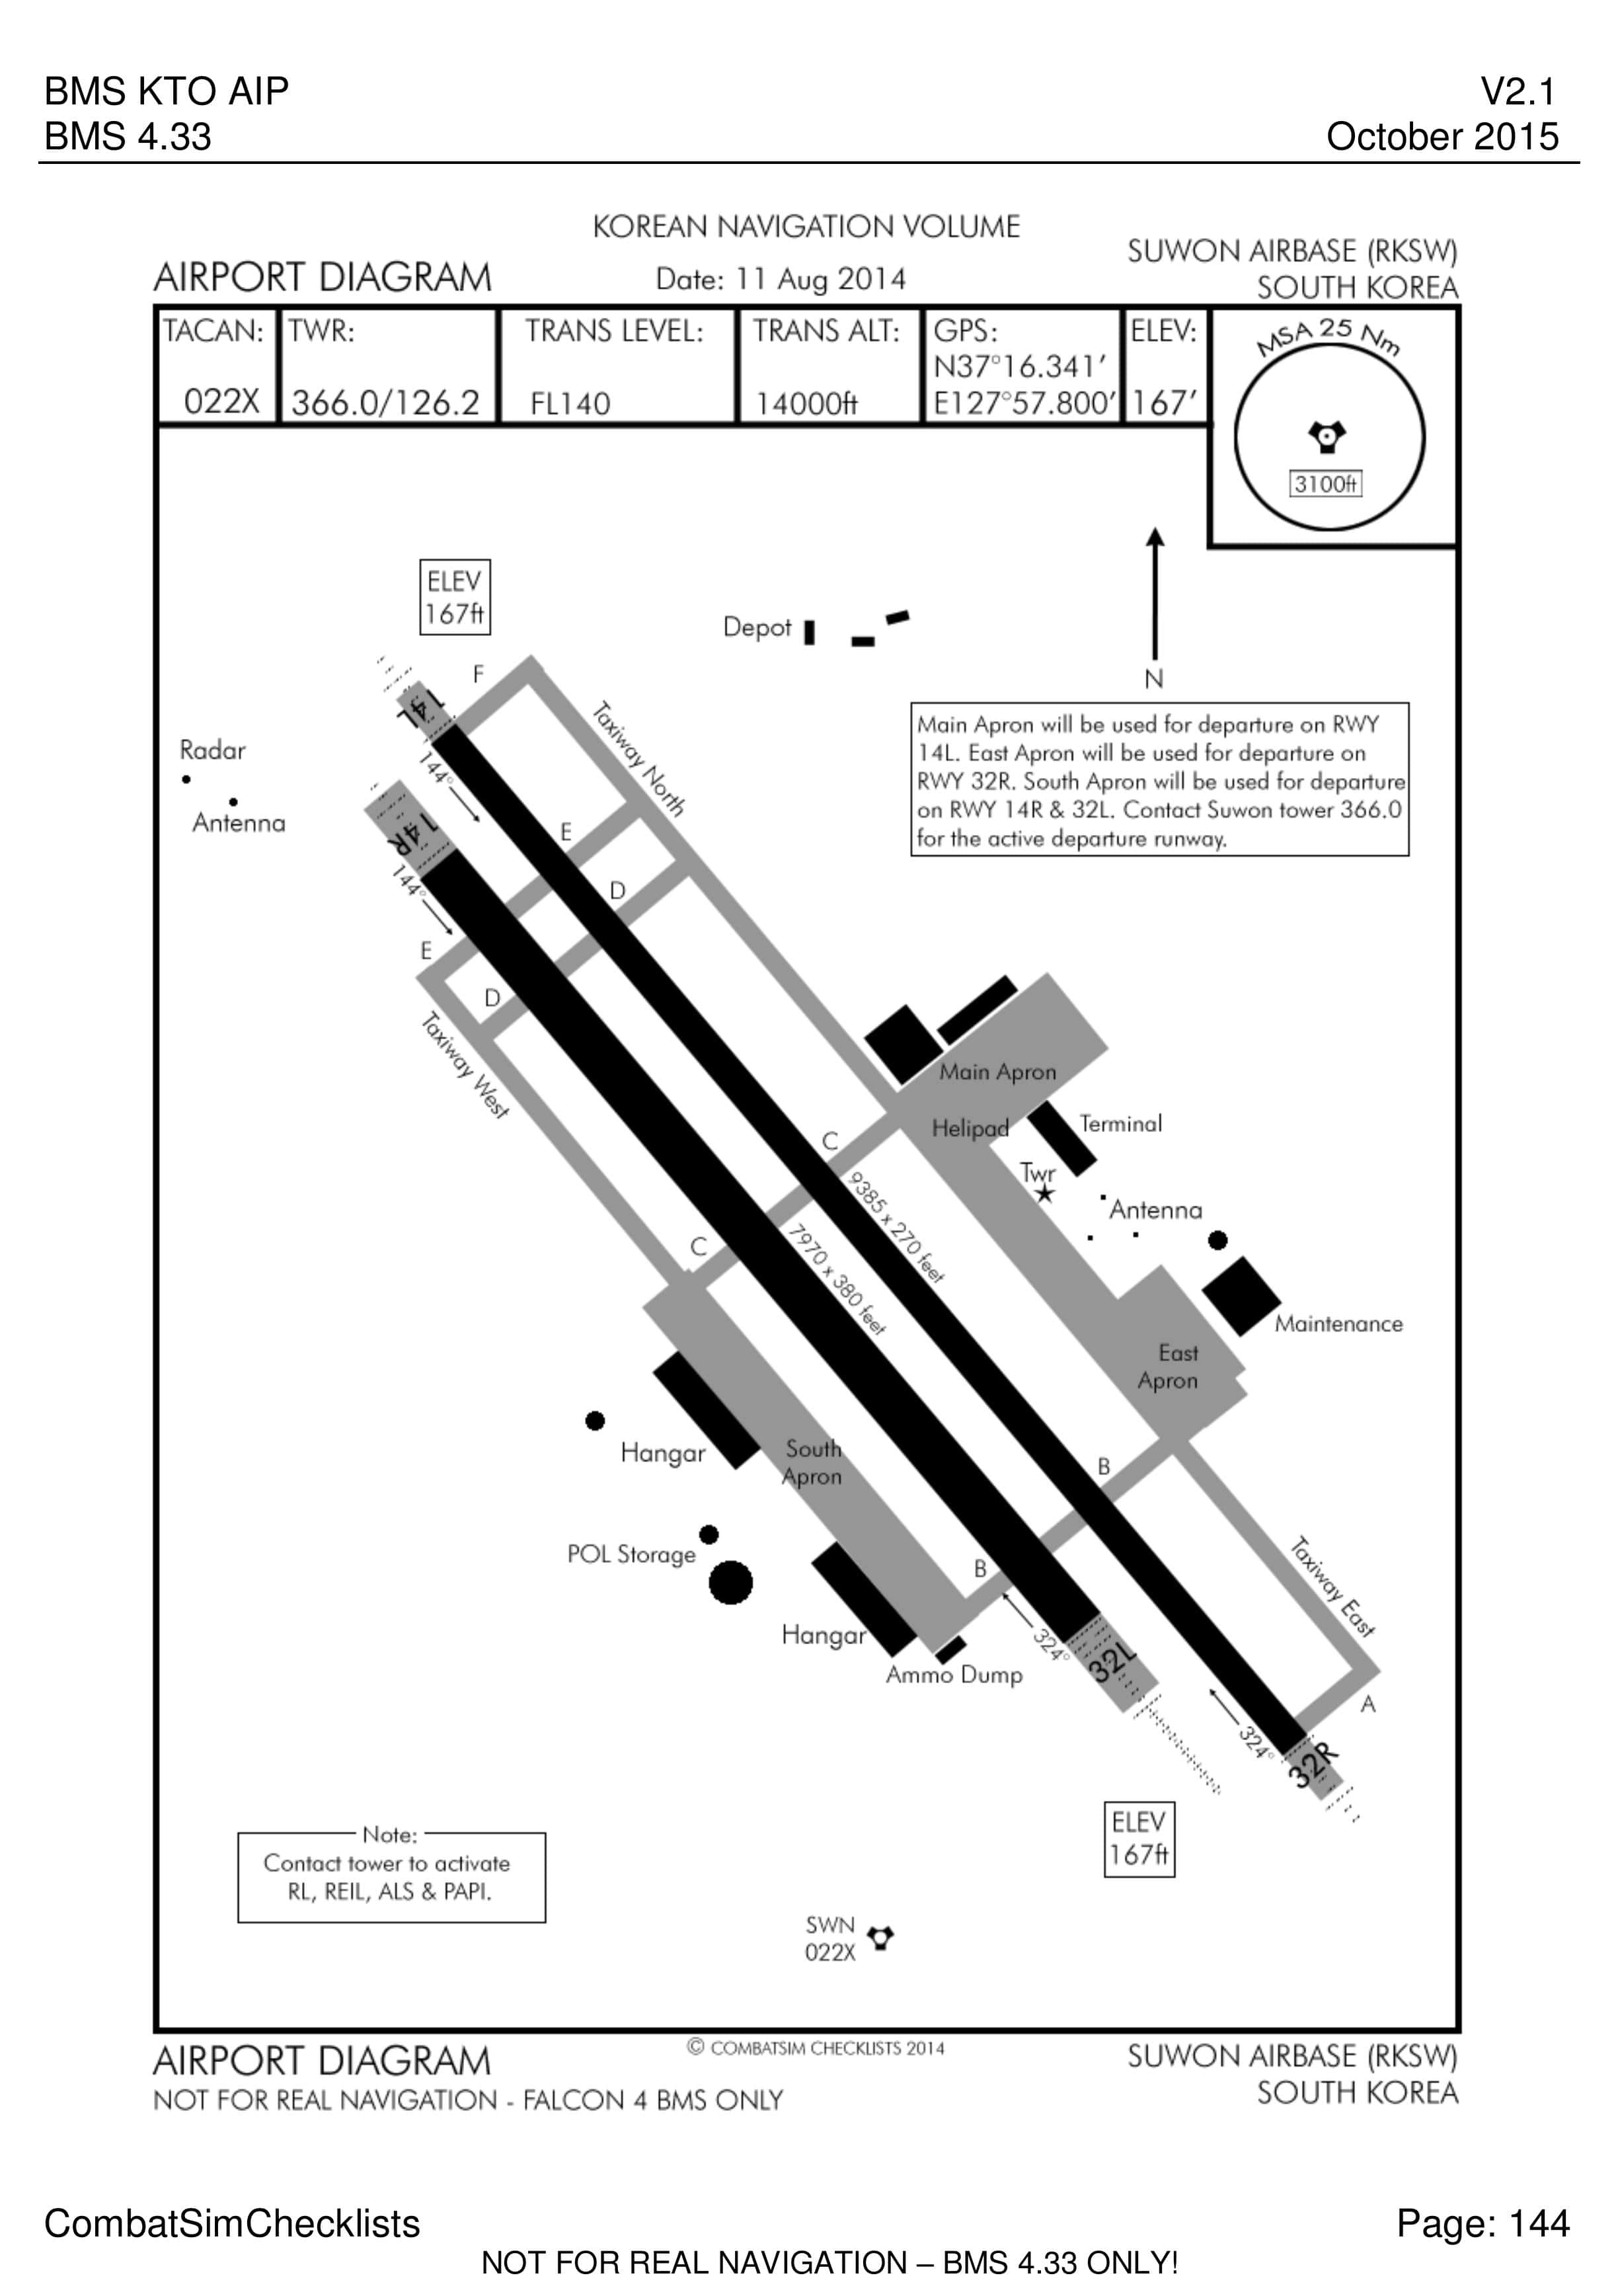 BMS KTO AIP
V2.1
BMS 4.33
October 2015
KOREAN NAVIGATION VOLUME
AIRPORT DIAGRAM
Date: 11 Aug 2014
SUWON AIRBASE (RKSW)
SOUTH KOREA
TACAN:
022X
TWR:
366.0/126.2
TRANS LEVEL:
FL140
TRANS ALT:
14000ft
GPS:
N37°16.341'
E127°57.800'
ELEV:
167'
MSA 25 Nm
3100ft
ELEV
167ft
Depot
N
F
14L
Taxiway North
Main Apron will be used for departure on RWY
14L. East Apron will be used for departure on
RWY 32R. South Apron will be used for departure
on RWY 14R & 32L. Contact Suwon tower 366.0
for the active departure runway.
Radar
Antenna
144°
14R
E
144°
D
E
D
Taxiway West
Main Apron
Helipad
Terminal
C
Twr
9385 x 270 feet
Antenna
C
7970 x 380 feet
Maintenance
East
Apron
Hangar
South
Apron
B
POL Storage
B
Taxiway East
Hangar
324°
32L
Ammo Dump
A
324°
32R
ELEV
167ft
Note:
Contact tower to activate
RL, REIL, ALS & PAPI.
SWN
022X
AIRPORT DIAGRAM
© COMBATSIM CHECKLISTS 2014
SUWON AIRBASE (RKSW)
NOT FOR REAL NAVIGATION - FALCON 4 BMS ONLY
SOUTH KOREA
CombatSimChecklists
Page: 144
NOT FOR REAL NAVIGATION – BMS 4.33 ONLY!